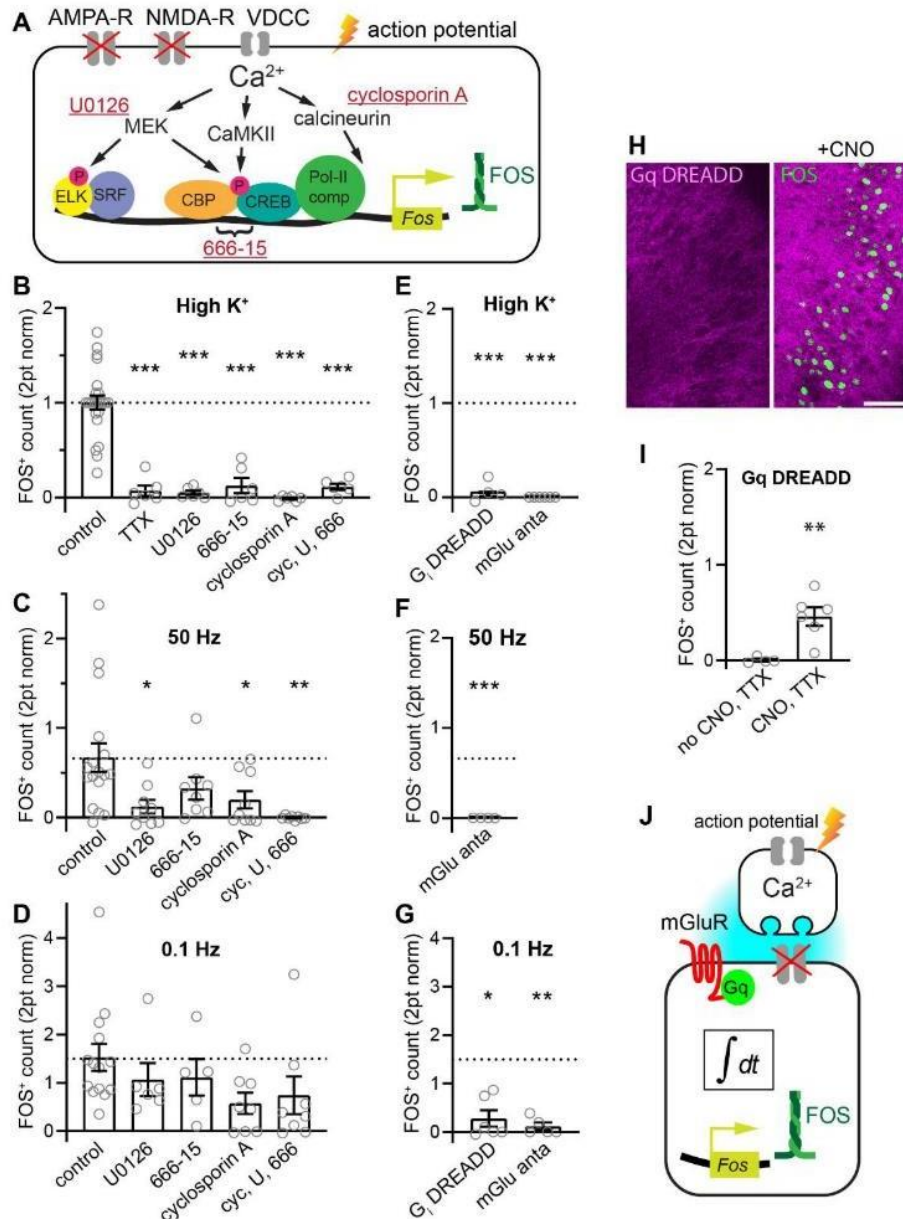 A
AMPA-R NMDA-R VDCC
action potential
Ca2+
U0126
cyclosporin A
MEK
CaMKII
calcineurin
P
P
ELK
SRF
CBP
CREB
Pol-II
comp
Fos
FOS
666-15
B
High K+
FOS+ count (2pt norm)
2
1
0
***
***
***
***
***
control
TTX
U0126
666-15
cyclosporin A
cyc, U, 666
E
High K+
FOS+ count (2pt norm)
2
1
0
***
***
Gi DREADD
mGlu anta
C
50 Hz
FOS+ count (2pt norm)
2
1
0
*
*
**
control
U0126
666-15
cyclosporin A
cyc, U, 666
F
50 Hz
FOS+ count (2pt norm)
2
1
0
***
mGlu anta
D
0.1 Hz
FOS+ count (2pt norm)
4
3
2
1
0
control
U0126
666-15
cyclosporin A
cyc, U, 666
G
0.1 Hz
FOS+ count (2pt norm)
4
3
2
1
0
*
**
Gi DREADD
mGlu anta
H
+CNO
Gq DREADD
FOS
I
Gq DREADD
FOS+ count (2pt norm)
2
1
0
**
no CNO, TTX
CNO, TTX
J
action potential
Ca2+
mGluR
Gq
∫ dt
FOS
Fos